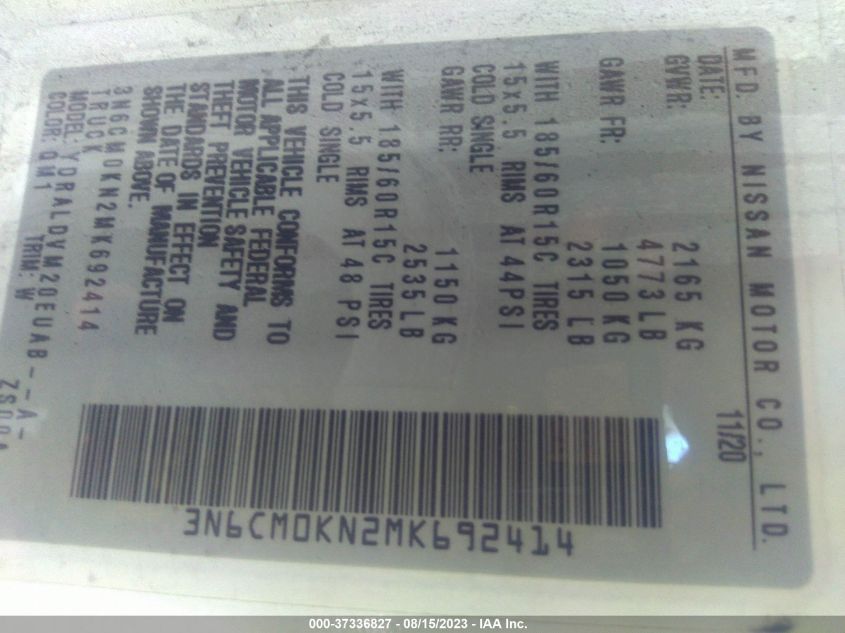 MFD. BY NISSAN MOTOR CO., LTD.
DATE: 11/20
GVWR: 2165 KG
4773 LB
GAWR FR: 1050 KG
2315 LB
WITH 185/60R15C TIRES
15x5.5 RIMS AT 44PSI
COLD SINGLE
GAWR RR: 1150 KG
2535 LB
WITH 185/60R15C TIRES
15x5.5 RIMS AT 48 PSI
COLD SINGLE
THIS VEHICLE CONFORMS TO
ALL APPLICABLE FEDERAL
MOTOR VEHICLE SAFETY AND
THEFT PREVENTION
STANDARDS IN EFFECT ON
THE DATE OF MANUFACTURE
SHOWN ABOVE.
3N6CM0KN2MK692414
TRUCK
MODEL: YDRALDYM20EUAB--A-
COLOR: QM1 TRIM: W
3N6CM0KN2MK692414
000-37336827 - 08/15/2023 - IAA Inc.